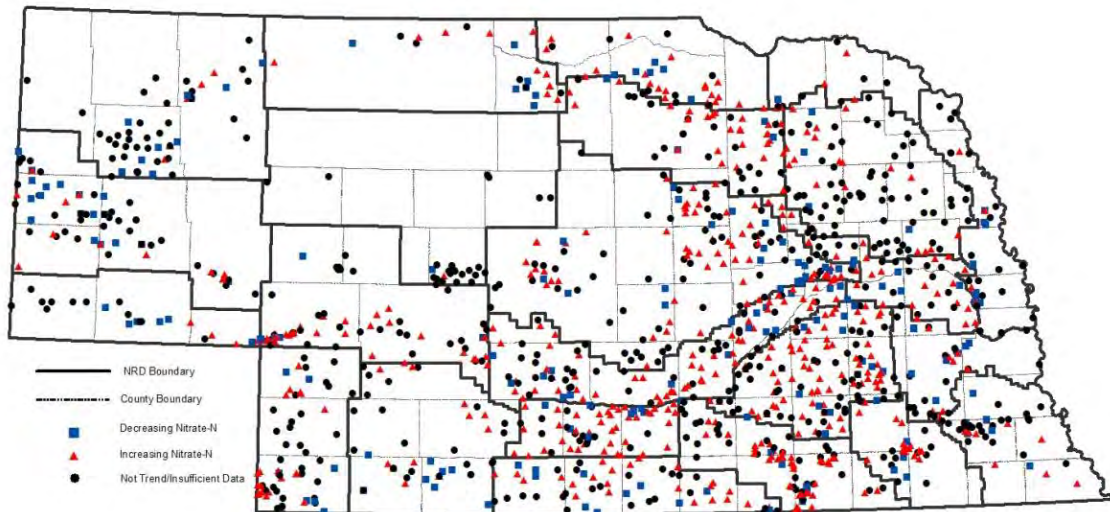 NRD Boundary
County Boundary
Decreasing Nitrate-N
Increasing Nitrate-N
Not Trend/Insufficient Data